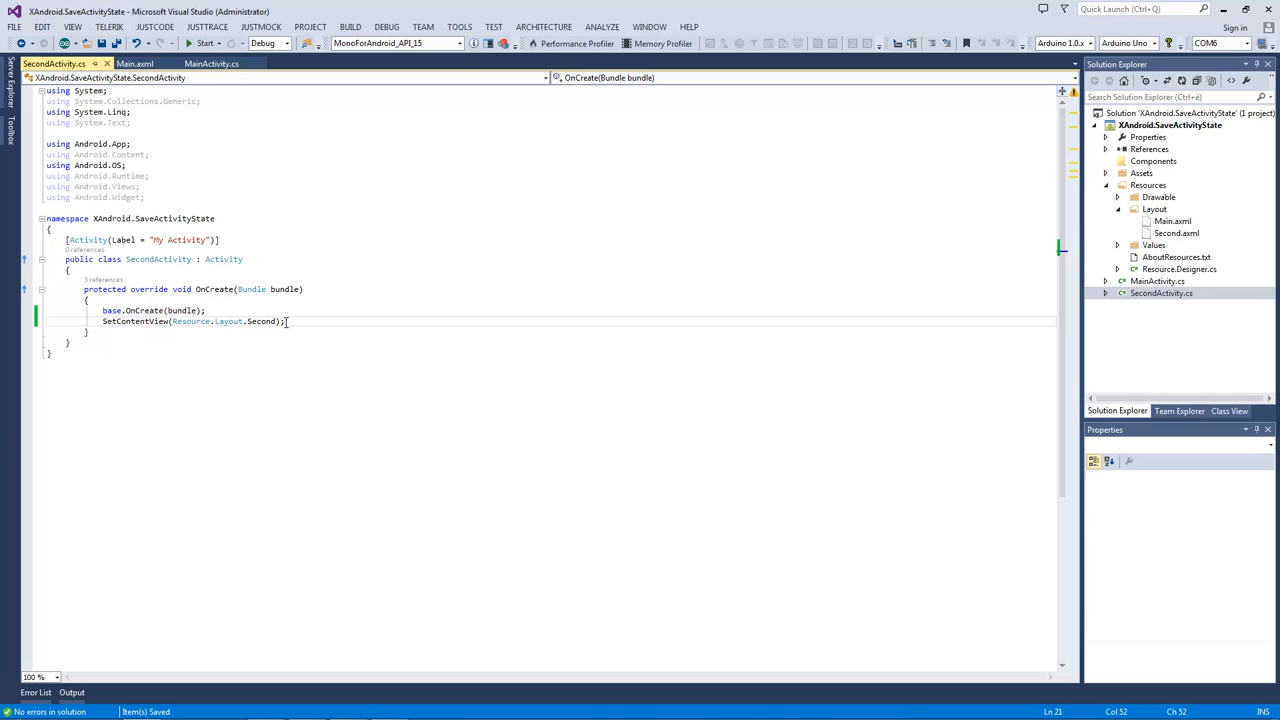 XAndroid.SaveActivityState - Microsoft Visual Studio (Administrator)
Quick Launch (Ctrl+Q)
FILE EDIT VIEW TELERIK JUSTCODE JUSTTRACE JUSTMOCK PROJECT BUILD DEBUG TEAM TOOLS TEST ARCHITECTURE ANALYZE WINDOW HELP
Sign in
Start Debug MonoForAndroid_API_15 Performance Profiler Memory Profiler Arduino 1.0.x Arduino Uno COM6
SecondActivity.cs Main.axml MainActivity.cs
XAndroid.SaveActivityState.SecondActivity OnCreate(Bundle bundle)
Server Explorer
Toolbox
using System;
using System.Collections.Generic;
using System.Linq;
using System.Text;
using Android.App;
using Android.Content;
using Android.OS;
using Android.Runtime;
using Android.Views;
using Android.Widget;
namespace XAndroid.SaveActivityState
{
[Activity(Label = "My Activity")]
0 references
public class SecondActivity : Activity
{
3 references
protected override void OnCreate(Bundle bundle)
{
base.OnCreate(bundle);
SetContentView(Resource.Layout.Second);
}
}
}
100 %
Solution Explorer
Search Solution Explorer (Ctrl+è)
Solution 'XAndroid.SaveActivityState' (1 project)
XAndroid.SaveActivityState
Properties
References
Components
Assets
Resources
Drawable
Layout
Main.axml
Second.axml
Values
AboutResources.txt
Resource.Designer.cs
MainActivity.cs
SecondActivity.cs
Solution Explorer Team Explorer Class View
Properties
Error List Output
No errors in solution Item(s) Saved Ln 21 Col 52 Ch 52 INS